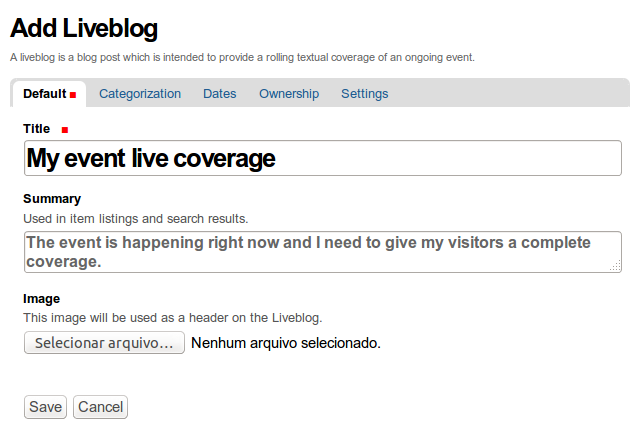 Add Liveblog
A liveblog is a blog post which is intended to provide a rolling textual coverage of an ongoing event.
Default Categorization Dates Ownership Settings
Title
My event live coverage
Summary
Used in item listings and search results.
The event is happening right now and I need to give my visitors a complete
coverage.
Image
This image will be used as a header on the Liveblog.
Selecionar arquivo... Nenhum arquivo selecionado.
Save Cancel